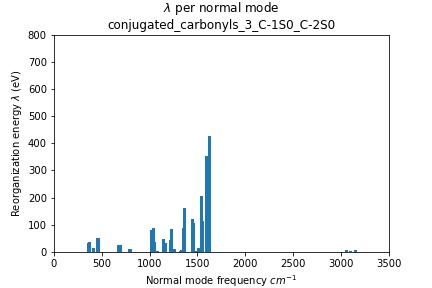 λ per normal mode
conjugated_carbonyls_3_C-1S0_C-2S0
800
700
600
500
400
300
200
100
0
Reorganization energy λ (eV)
0 500 1000 1500 2000 2500 3000 3500
Normal mode frequency cm⁻¹